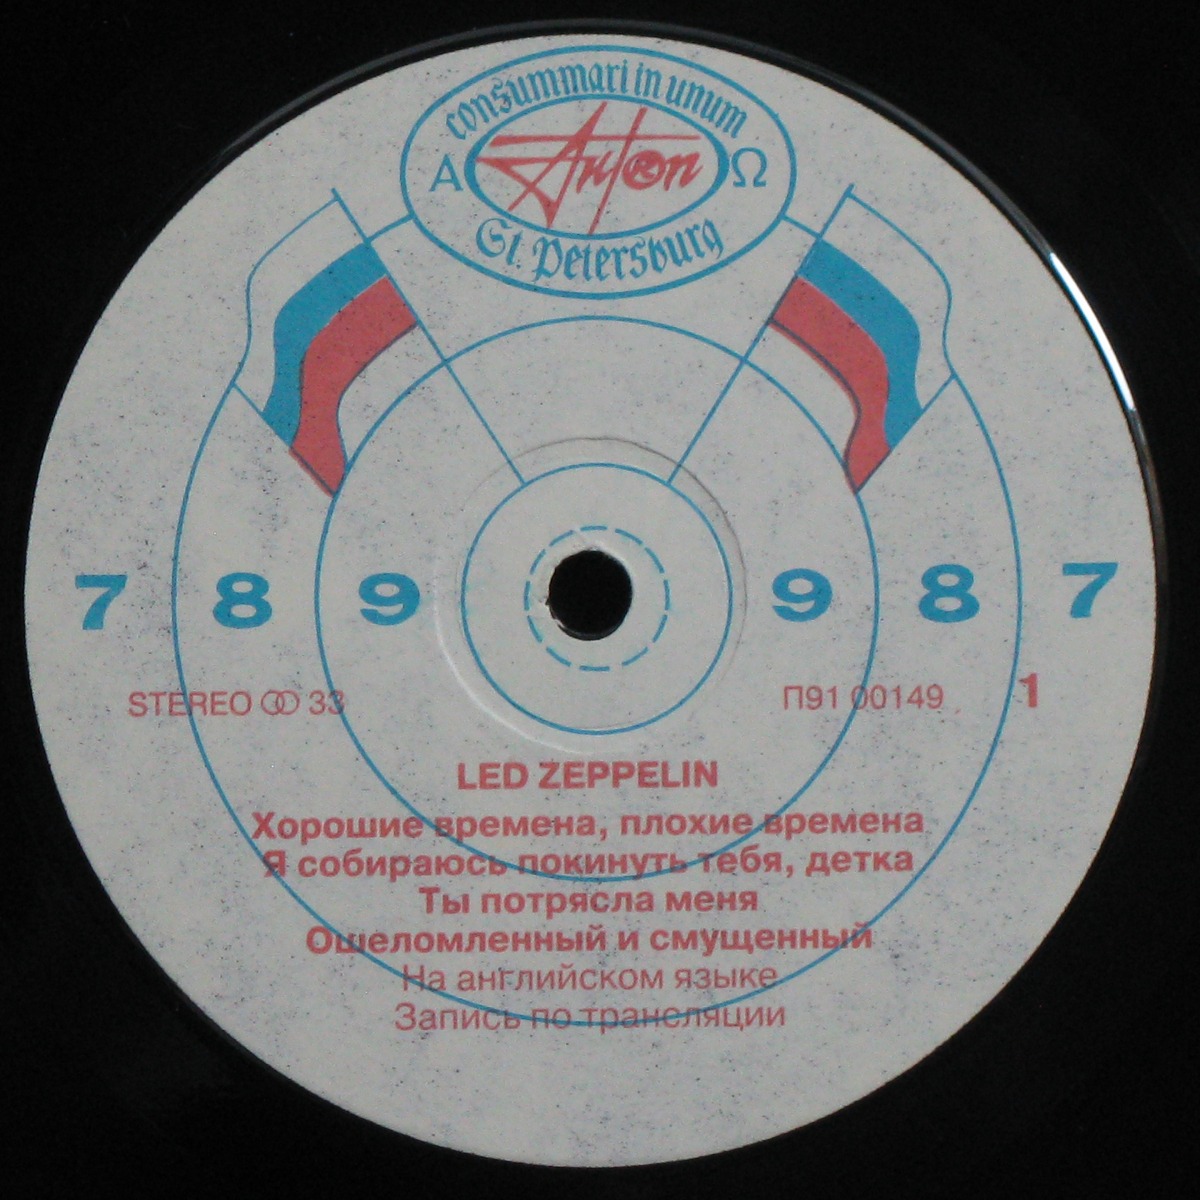 consummari in unum
Α Anton Ω
St. Petersburg
7 8 9 9 8 7
STEREO 33 П91 00149 1
LED ZEPPELIN
Хорошие времена, плохие времена
Я собираюсь покинуть тебя, детка
Ты потрясла меня
Ошеломленный и смущенный
На английском языке
Запись по трансляции